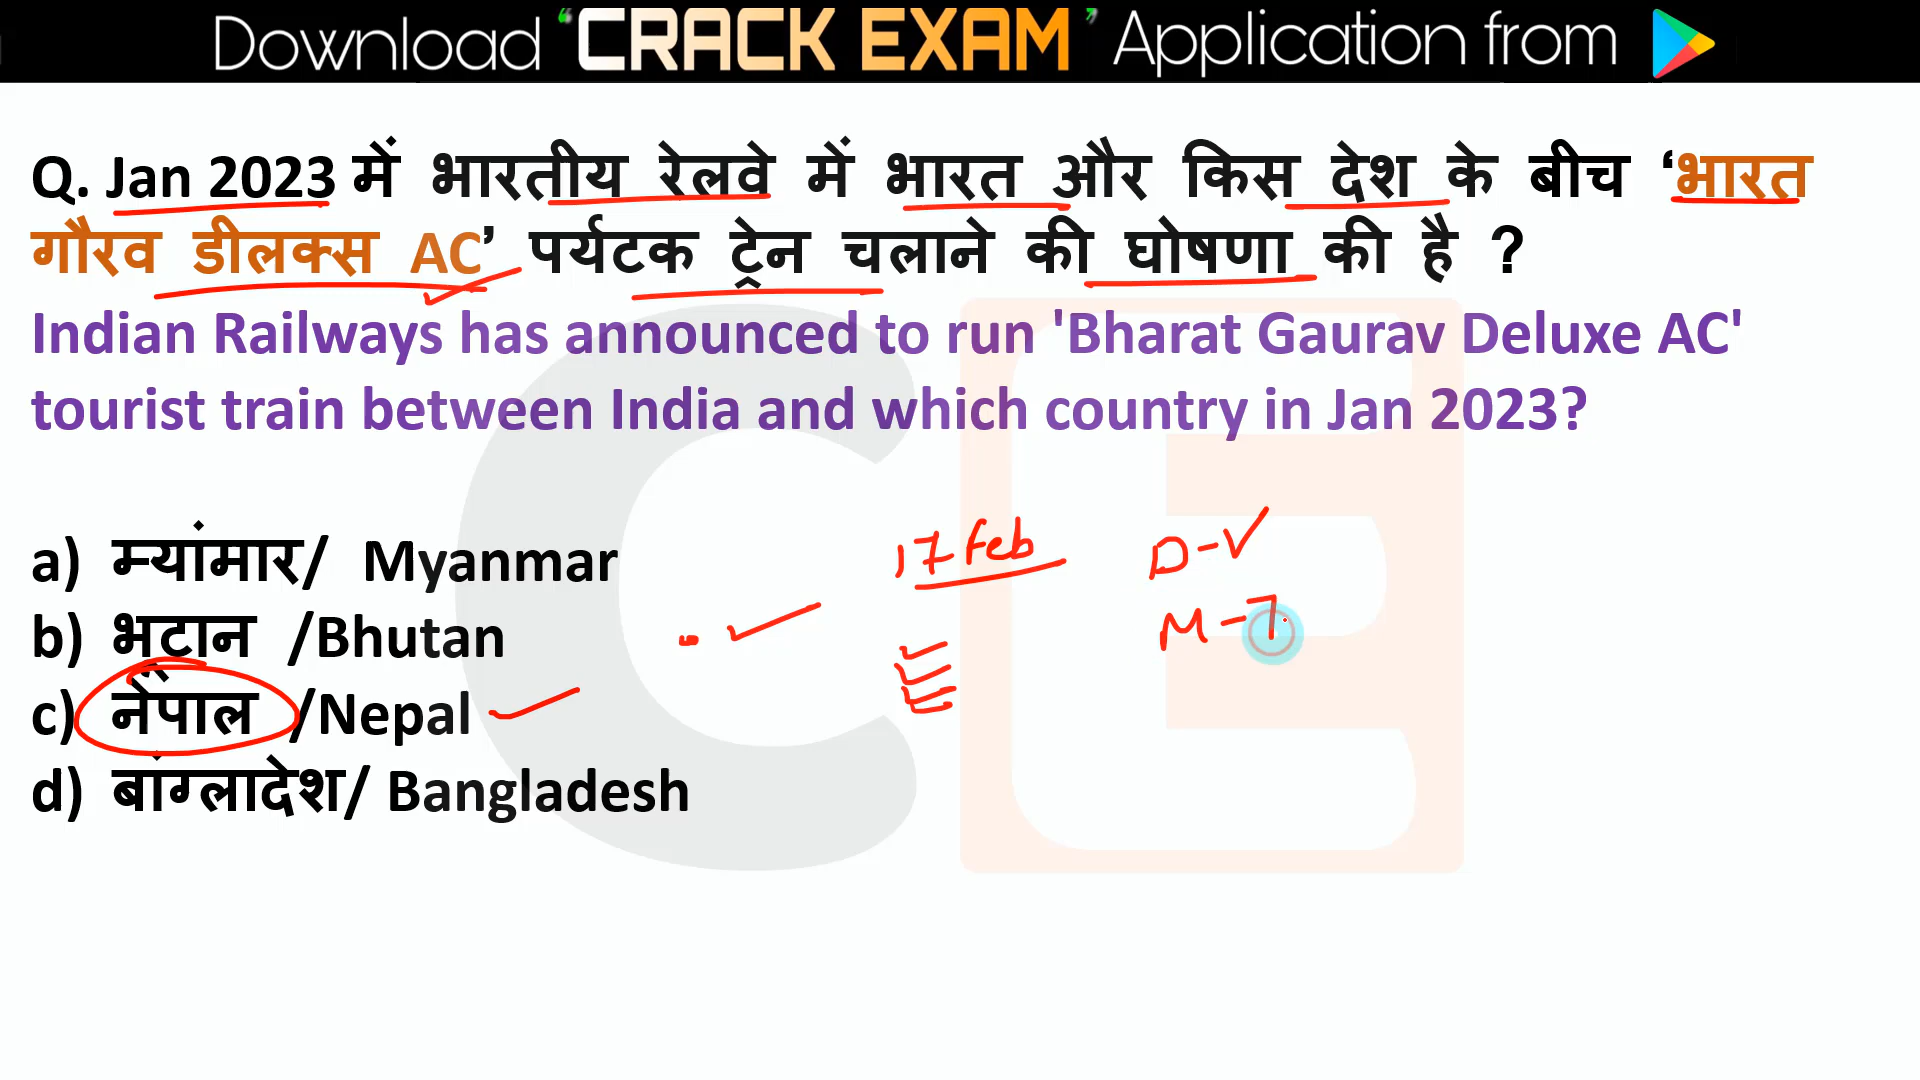 Download ‘CRACK EXAM’ Application from
Q. Jan 2023 में भारतीय रेलवे में भारत और किस देश के बीच ‘भारत
गौरव डीलक्स AC’ पर्यटक ट्रेन चलाने की घोषणा की है ?
Indian Railways has announced to run 'Bharat Gaurav Deluxe AC'
tourist train between India and which country in Jan 2023?
a) म्यांमार/ Myanmar
b) भूटान /Bhutan
c) नेपाल /Nepal
d) बांग्लादेश/ Bangladesh
17 feb
D-✓
M-7
CE